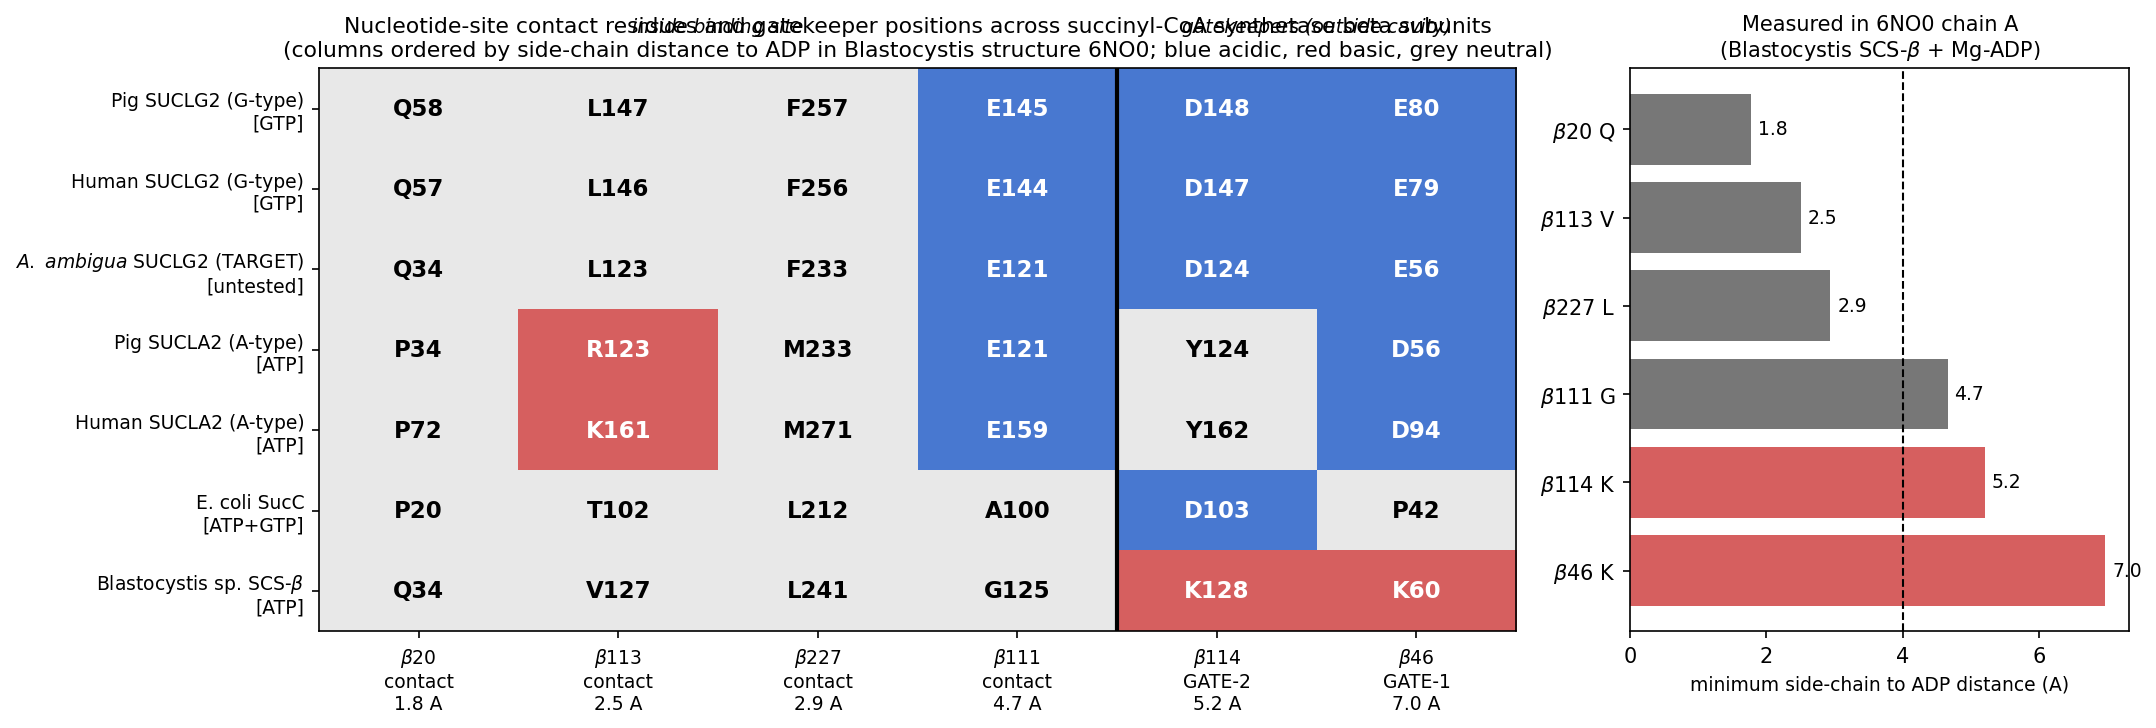 Nucleotide-site contact residues and gatekeeper positions across succinyl-CoA synthetase beta subunits
inside binding site
gatekeepers (outside cavity)
(columns ordered by side-chain distance to ADP in Blastocystis structure 6NO0; blue acidic, red basic, grey neutral)
Pig SUCLG2 (G-type)
[GTP]
Q58 L147 F257 E145 D148 E80
Human SUCLG2 (G-type)
[GTP]
Q57 L146 F256 E144 D147 E79
A. ambigua SUCLG2 (TARGET)
[untested]
Q34 L123 F233 E121 D124 E56
Pig SUCLA2 (A-type)
[ATP]
P34 R123 M233 E121 Y124 D56
Human SUCLA2 (A-type)
[ATP]
P72 K161 M271 E159 Y162 D94
E. coli SucC
[ATP+GTP]
P20 T102 L212 A100 D103 P42
Blastocystis sp. SCS-β
[ATP]
Q34 V127 L241 G125 K128 K60
β20
contact
1.8 A
β113
contact
2.5 A
β227
contact
2.9 A
β111
contact
4.7 A
β114
GATE-2
5.2 A
β46
GATE-1
7.0 A
Measured in 6NO0 chain A
(Blastocystis SCS-β + Mg-ADP)
β20 Q 1.8
β113 V 2.5
β227 L 2.9
β111 G 4.7
β114 K 5.2
β46 K 7.0
0 2 4 6
minimum side-chain to ADP distance (A)